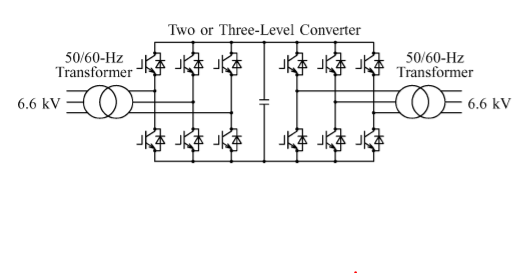 Two or Three-Level Converter
50/60-Hz
Transformer
6.6 kV
50/60-Hz
Transformer
6.6 kV